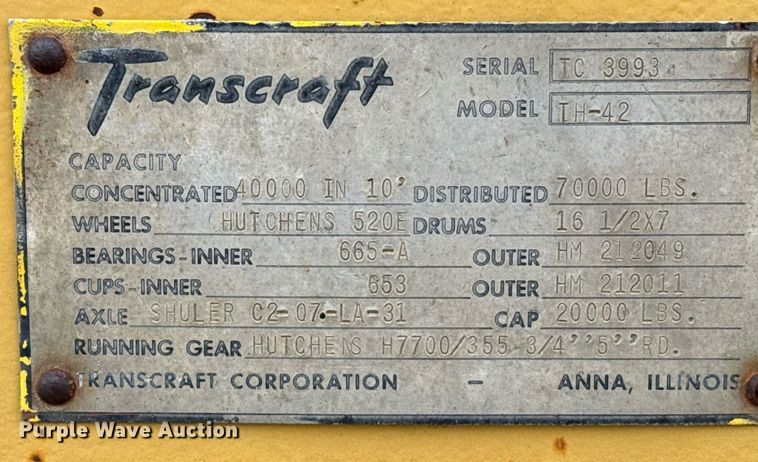 Transcraft
SERIAL TC 3993
MODEL TH-42
CAPACITY
CONCENTRATED 40000 IN 10' DISTRIBUTED 70000 LBS.
WHEELS HUTCHENS 520E DRUMS 16 1/2X7
BEARINGS-INNER 665-A OUTER HM 212049
CUPS-INNER 653 OUTER HM 212011
AXLE SHULER C2-07-LA-31 CAP 20000 LBS.
RUNNING GEAR HUTCHENS H7700/355 3/4''5''RD.
TRANSCRAFT CORPORATION - ANNA, ILLINOIS
Purple Wave Auction